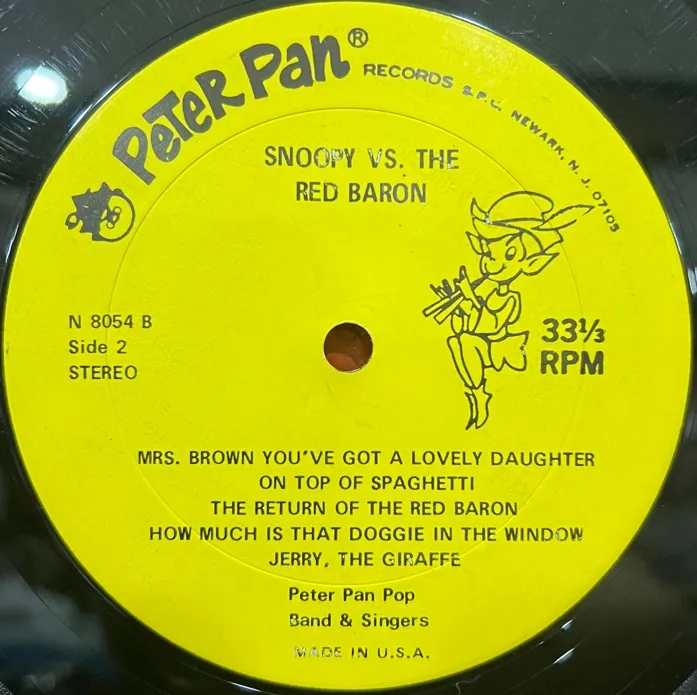 Peter Pan® RECORDS & P.C. NEWARK, N. J. 07105
SNOOPY VS. THE
RED BARON
N 8054 B
Side 2
STEREO
33⅓
RPM
MRS. BROWN YOU'VE GOT A LOVELY DAUGHTER
ON TOP OF SPAGHETTI
THE RETURN OF THE RED BARON
HOW MUCH IS THAT DOGGIE IN THE WINDOW
JERRY, THE GIRAFFE
Peter Pan Pop
Band & Singers
MADE IN U.S.A.